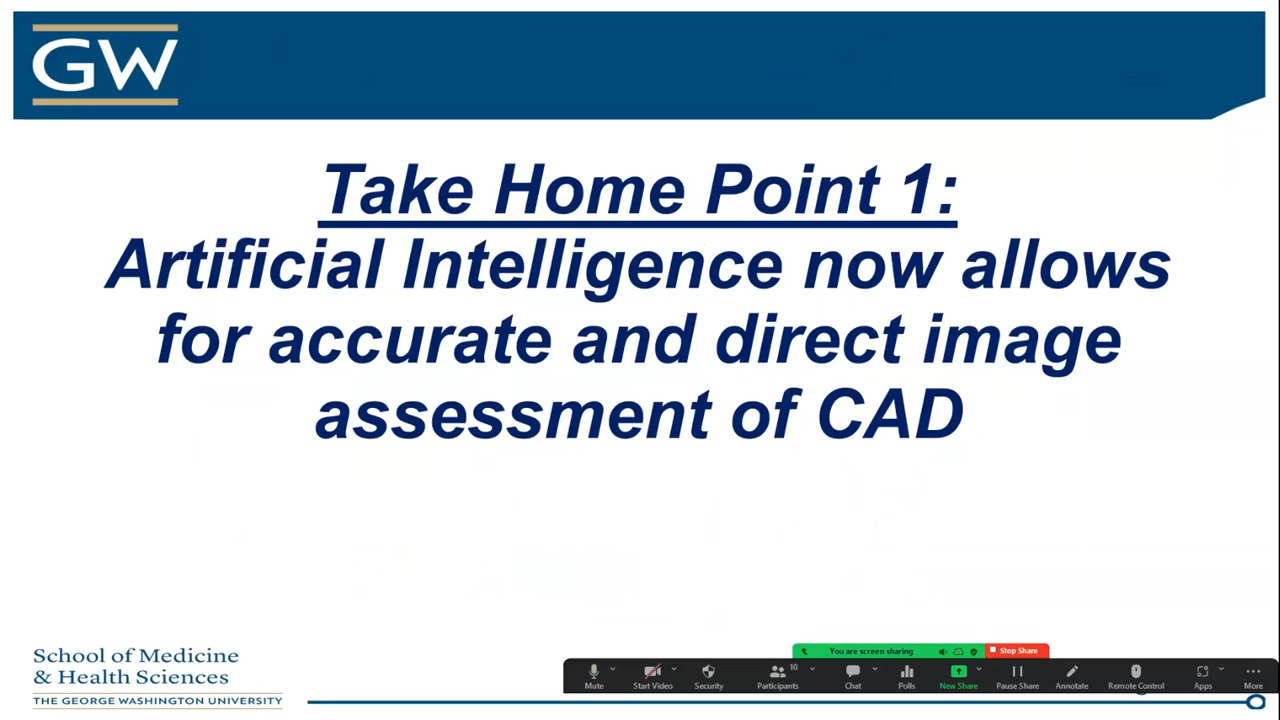 GW
Take Home Point 1:
Artificial Intelligence now allows
for accurate and direct image
assessment of CAD
School of Medicine
& Health Sciences
THE GEORGE WASHINGTON UNIVERSITY
You are screen sharing
Stop Share
Mute
Start Video
Security
Participants
10
Chat
Polls
New Share
Pause Share
Annotate
Remote Control
Apps
More